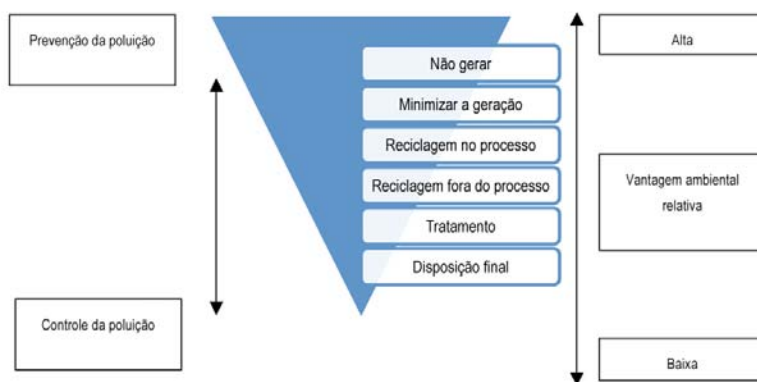 Prevenção da poluição
Alta
Não gerar
Minimizar a geração
Reciclagem no processo
Reciclagem fora do processo
Tratamento
Disposição final
Vantagem ambiental
relativa
Controle da poluição
Baixa